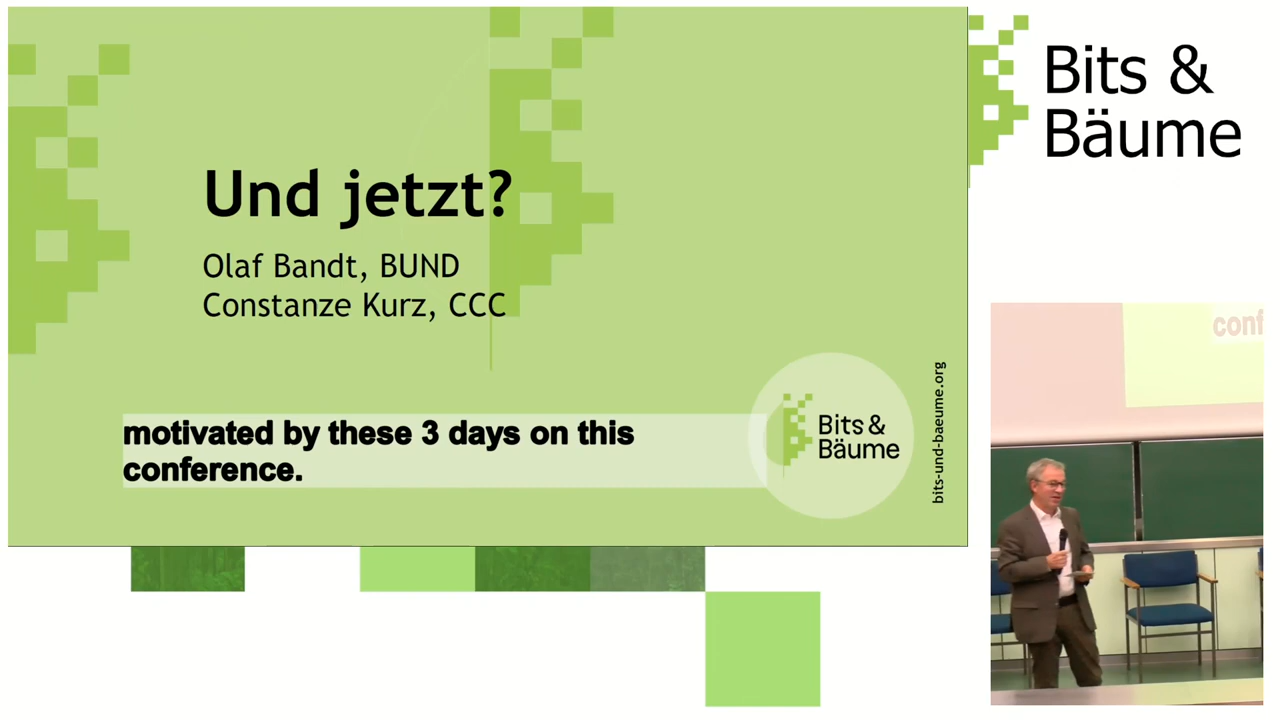 Und jetzt?
Olaf Bandt, BUND
Constanze Kurz, CCC
motivated by these 3 days on this
conference.
Bits &
Bäume
bits-und-baeume.org
Bits &
Bäume
conf